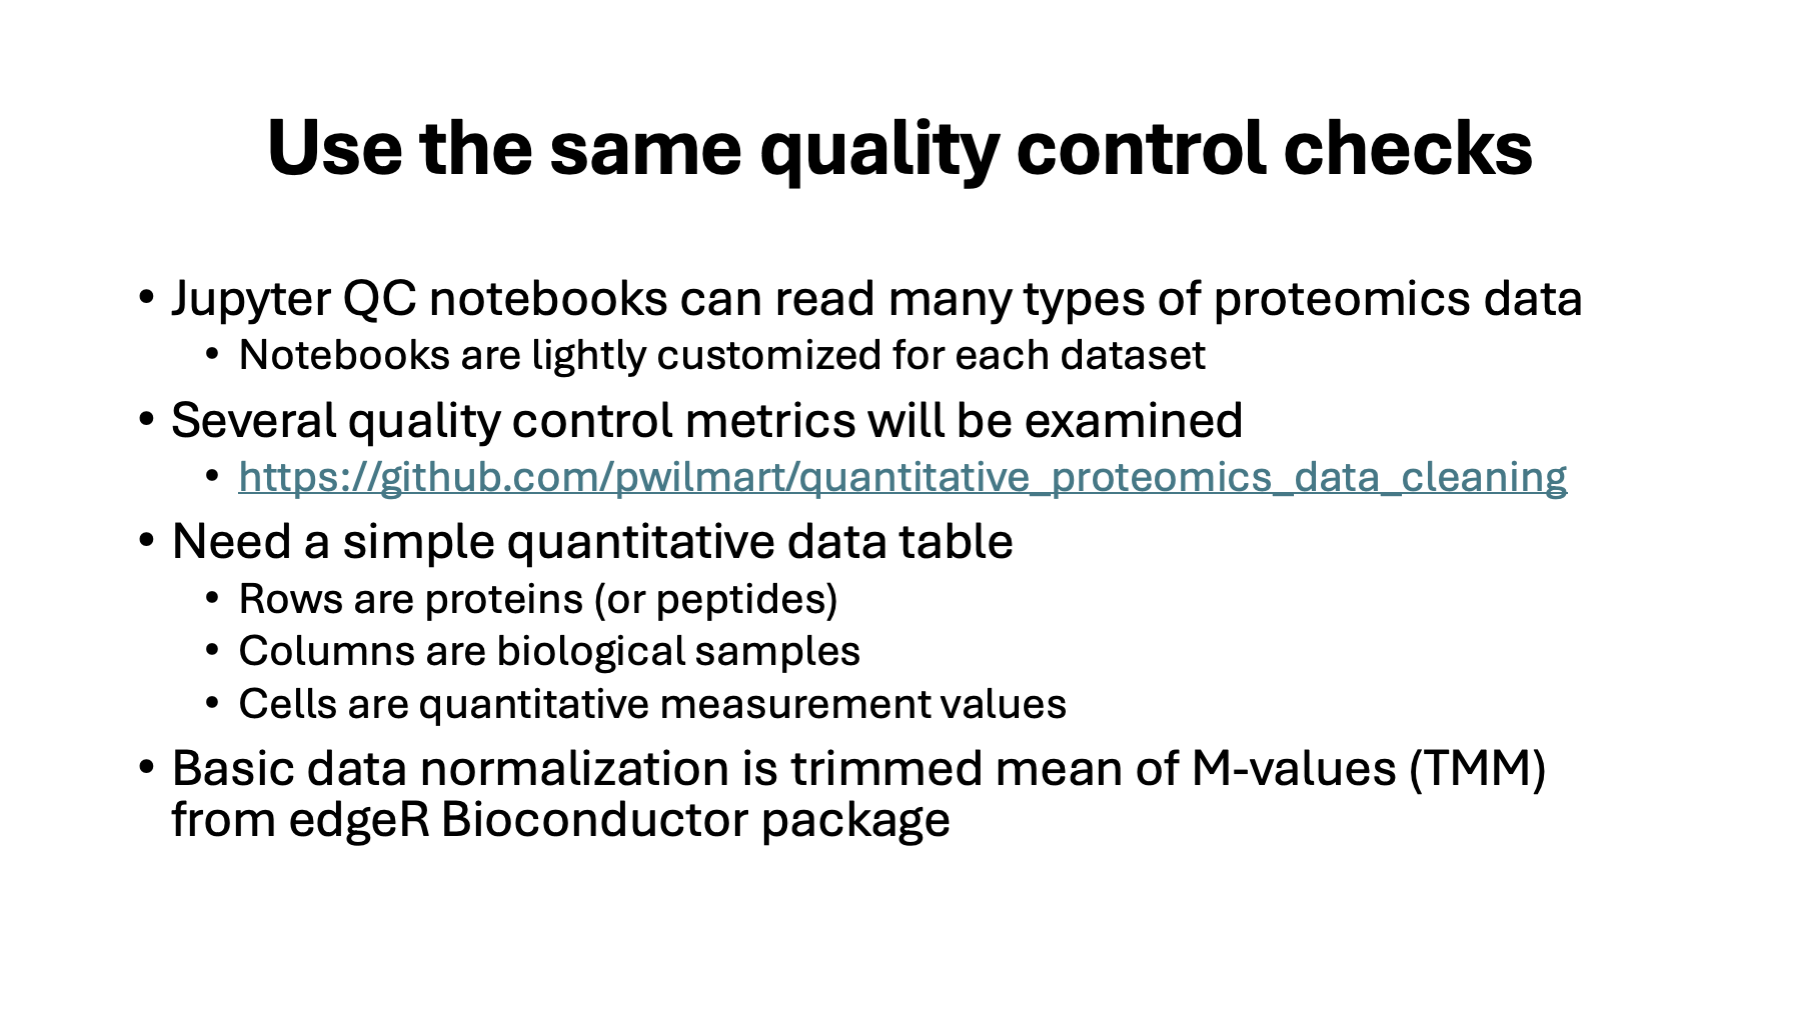 Use the same quality control checks
• Jupyter QC notebooks can read many types of proteomics data
• Notebooks are lightly customized for each dataset
• Several quality control metrics will be examined
• https://github.com/pwilmart/quantitative_proteomics_data_cleaning
• Need a simple quantitative data table
• Rows are proteins (or peptides)
• Columns are biological samples
• Cells are quantitative measurement values
• Basic data normalization is trimmed mean of M-values (TMM)
from edgeR Bioconductor package